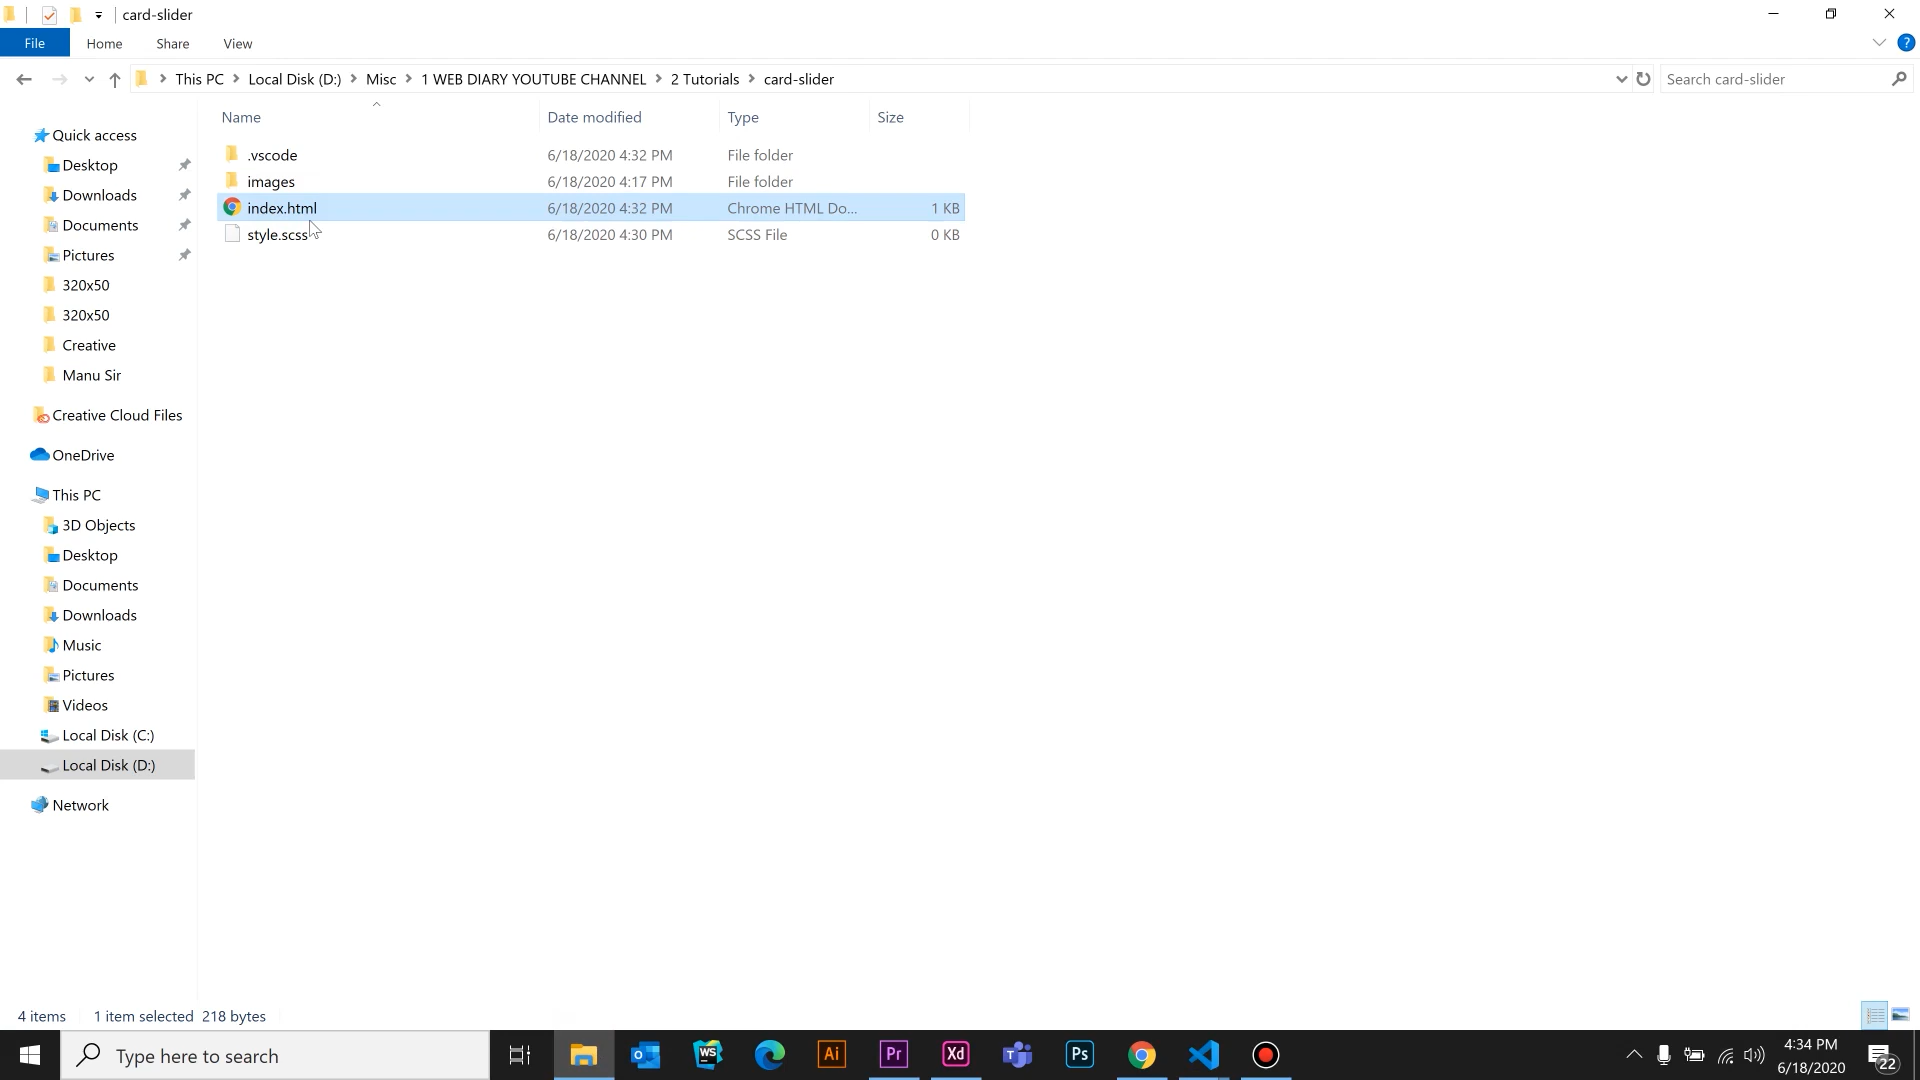 card-slider
File Home Share View
This PC Local Disk (D:) Misc 1 WEB DIARY YOUTUBE CHANNEL 2 Tutorials card-slider Search card-slider
Name Date modified Type Size
.vscode 6/18/2020 4:32 PM File folder
images 6/18/2020 4:17 PM File folder
index.html 6/18/2020 4:32 PM Chrome HTML Do... 1 KB
style.scss 6/18/2020 4:30 PM SCSS File 0 KB
Quick access
Desktop
Downloads
Documents
Pictures
320x50
320x50
Creative
Manu Sir
Creative Cloud Files
OneDrive
This PC
3D Objects
Desktop
Documents
Downloads
Music
Pictures
Videos
Local Disk (C:)
Local Disk (D:)
Network
4 items 1 item selected 218 bytes
Type here to search
WS
Ai
Pr
Xd
Ps
4:34 PM
6/18/2020
22